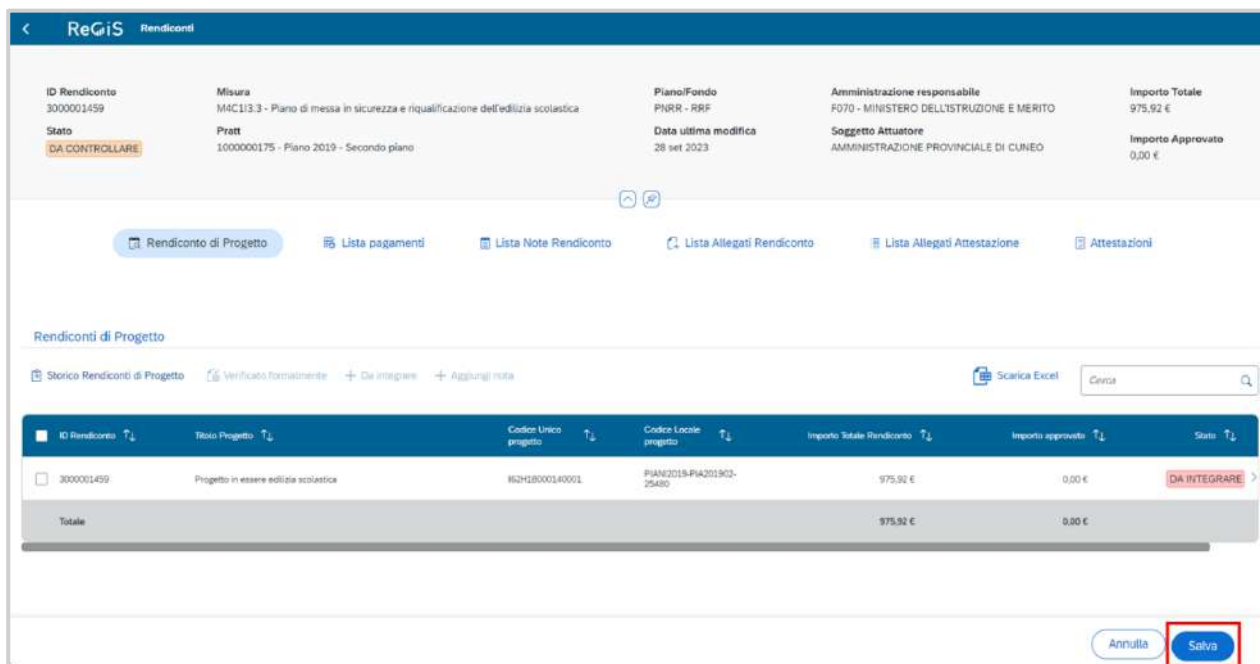 ReGiS Rendiconti
ID Rendiconto
3000001459
Misura
M4C1I3.3 - Piano di messa in sicurezza e riqualificazione dell'edilizia scolastica
Piano/Fondo
PNRR - RRF
Amministrazione responsabile
F070 - MINISTERO DELL'ISTRUZIONE E MERITO
Importo Totale
975,92 €
Stato
DA CONTROLLARE
Pratt
1000000175 - Piano 2019 - Secondo piano
Data ultima modifica
28 set 2023
Soggetto Attuatore
AMMINISTRAZIONE PROVINCIALE DI CUNEO
Importo Approvato
0,00 €
Rendiconto di Progetto
Lista pagamenti
Lista Note Rendiconto
Lista Allegati Rendiconto
Lista Allegati Attestazione
Attestazioni
Rendiconti di Progetto
Storico Rendiconti di Progetto
Verificato formalmente
+ Da integrare
+ Aggiungi nota
Scarica Excel
Cerca
ID Rendiconto
Titolo Progetto
Codice Unico
progetto
Codice Locale
progetto
Importo Totale Rendiconto
Importo approvato
Stato
3000001459
Progetto in essere edilizia scolastica
I62H18000140001
PIANI2019-PIA201902-
25480
975,92 €
0,00 €
DA INTEGRARE
Totale
975,92 €
0,00 €
Annulla
Salva